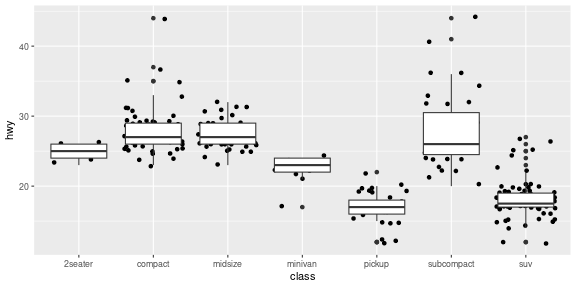 hwy
40
30
20
2seater compact midsize minivan pickup subcompact suv
class